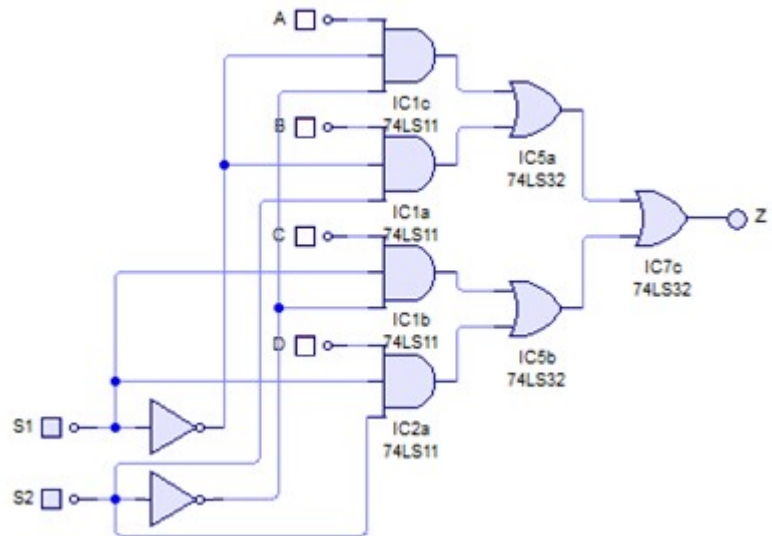 A
IC1c
74LS11
B
IC5a
74LS32
IC1a
74LS11
C
Z
IC7c
74LS32
IC1b
74LS11
D
IC5b
74LS32
S1
IC2a
74LS11
S2